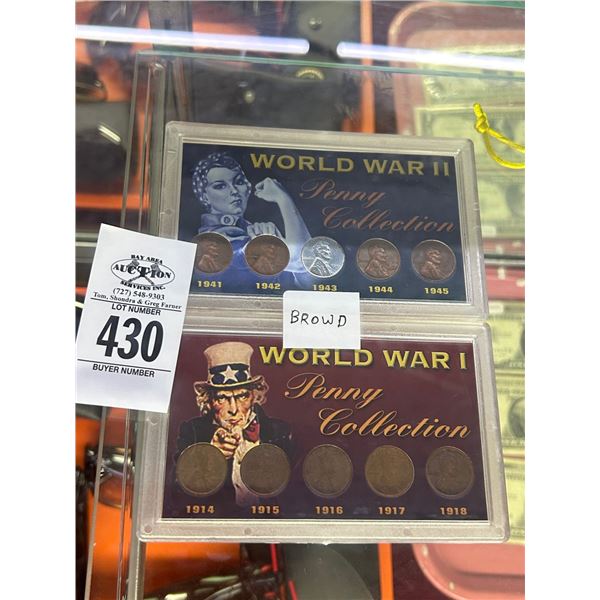 WORLD WAR II
Penny
Collection
1941 1942 1943 1944 1945
BAY AREA
AUCTION
SERVICES INC.
(727) 548-9303
Tom, Shondra & Greg Farner
LOT NUMBER
430
BUYER NUMBER
BROWD
WORLD WAR I
Penny
Collection
1914 1915 1916 1917 1918